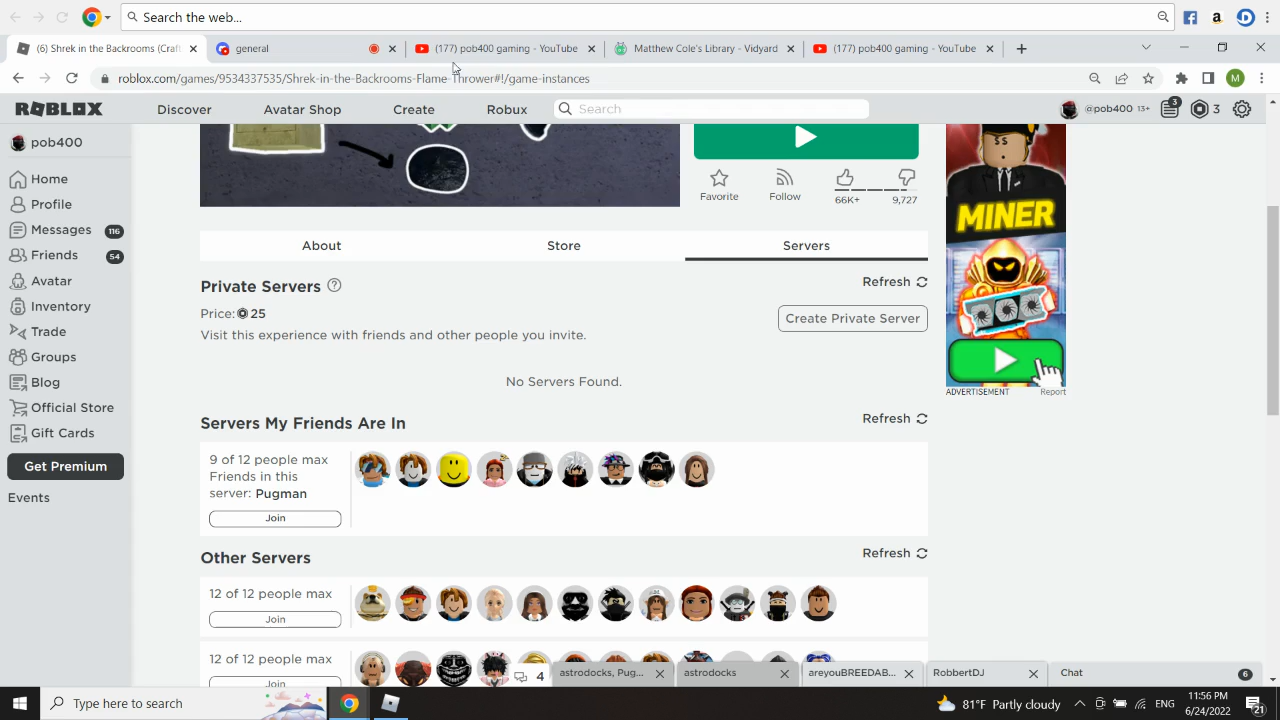 Search the web...
(6) Shrek in the Backrooms (Craft
general
(177) pob400 gaming - YouTube
Matthew Cole's Library - Vidyard
(177) pob400 gaming - YouTube
roblox.com/games/9534337535/Shrek-in-the-Backrooms-Flame-Thrower#!/game-instances
M
ROBLOX
Discover
Avatar Shop
Create
Robux
Search
@pob400 13+
3
3
pob400
Home
Profile
Messages 116
Friends 54
Avatar
Inventory
Trade
Groups
Blog
Official Store
Gift Cards
Get Premium
Events
Favorite
Follow
66K+
9,727
About
Store
Servers
Private Servers
Refresh
Price: 25
Create Private Server
Visit this experience with friends and other people you invite.
No Servers Found.
Servers My Friends Are In
Refresh
9 of 12 people max
Friends in this
server: Pugman
Join
Other Servers
Refresh
12 of 12 people max
Join
12 of 12 people max
Join
$$
MINER
ADVERTISEMENT
Report
4
astrodocks, Pug...
astrodocks
areyouBREEDAB...
RobbertDJ
Chat
6
Type here to search
81°F Partly cloudy
ENG
11:56 PM
6/24/2022
21